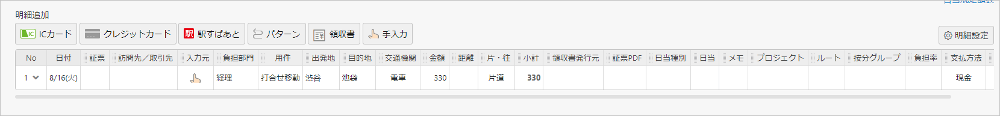 明細追加
ICカード クレジットカード 駅 駅すぱあと パターン 領収書 手入力 明細設定
No 日付 証票 訪問先／取引先 入力元 負担部門 用件 出発地 目的地 交通機関 金額 距離 片・往 小計 領収書発行元 証票PDF 日当種別 日当 メモ プロジェクト ルート 按分グループ 負担率 支払方法
1 8/16(火) 経理 打合せ移動 渋谷 池袋 電車 330 片道 330 現金